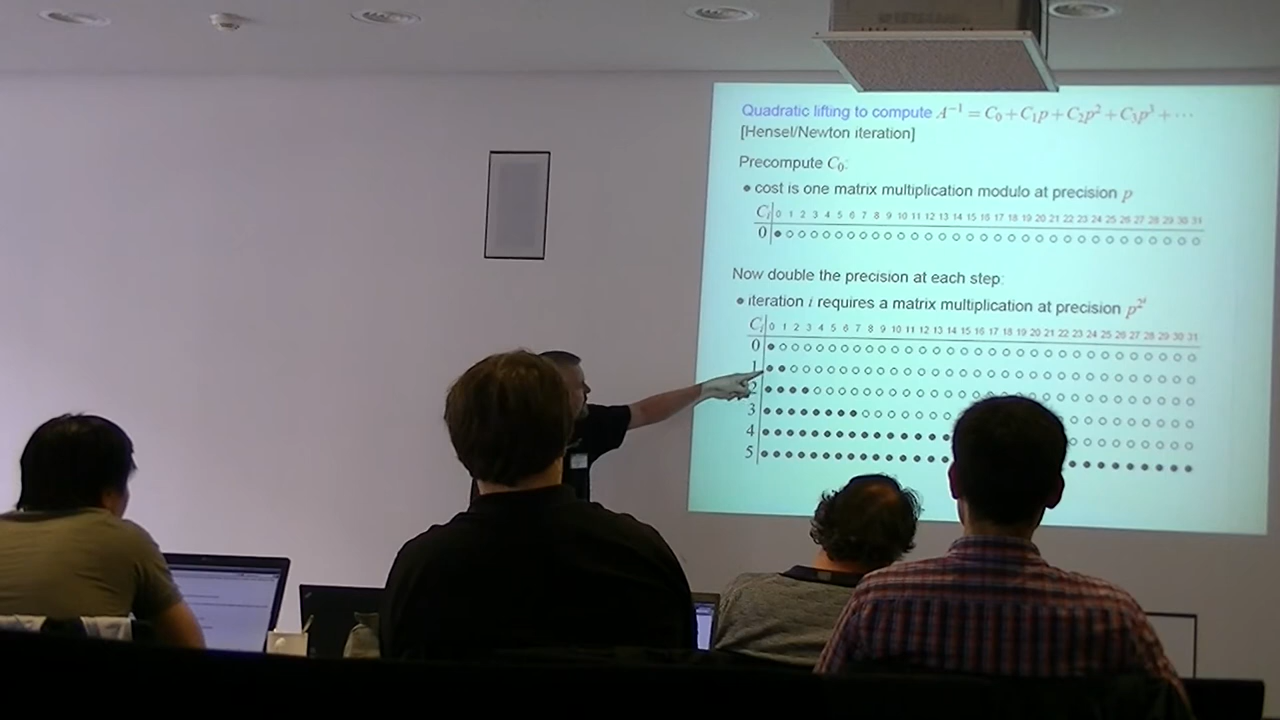 Quadratic lifting to compute A⁻¹ = C₀ + C₁p + C₂p² + C₃p³ + ···
[Hensel/Newton iteration]
Precompute C₀:
• cost is one matrix multiplication modulo at precision p
Cᵢ 0 1 2 3 4 5 6 7 8 9 10 11 12 13 14 15 16 17 18 19 20 21 22 23 24 25 26 27 28 29 30 31
0
Now double the precision at each step:
• iteration i requires a matrix multiplication at precision p^{2^i}
Cᵢ 0 1 2 3 4 5 6 7 8 9 10 11 12 13 14 15 16 17 18 19 20 21 22 23 24 25 26 27 28 29 30 31
0
1
2
3
4
5